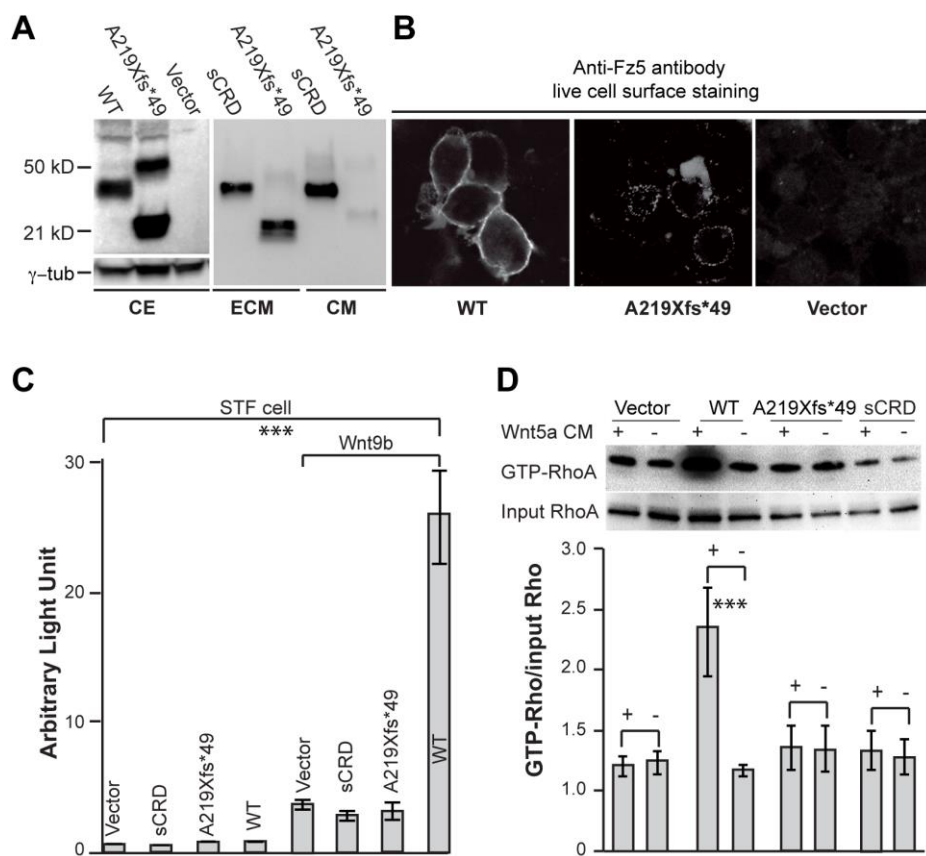 A
WT
A219Xfs*49
Vector
sCRD
A219Xfs*49
sCRD
A219Xfs*49
50 kD
21 kD
γ-tub
CE
ECM
CM
B
Anti-Fz5 antibody
live cell surface staining
WT
A219Xfs*49
Vector
C
STF cell
***
Wnt9b
30
20
10
0
Arbitrary Light Unit
Vector
sCRD
A219Xfs*49
WT
Vector
sCRD
A219Xfs*49
WT
D
Vector WT A219Xfs*49 sCRD
Wnt5a CM + - + - + - + -
GTP-RhoA
Input RhoA
3.0
2.5
2.0
1.5
1.0
0
GTP-Rho/input Rho
+ -
+ -
***
+ -
+ -